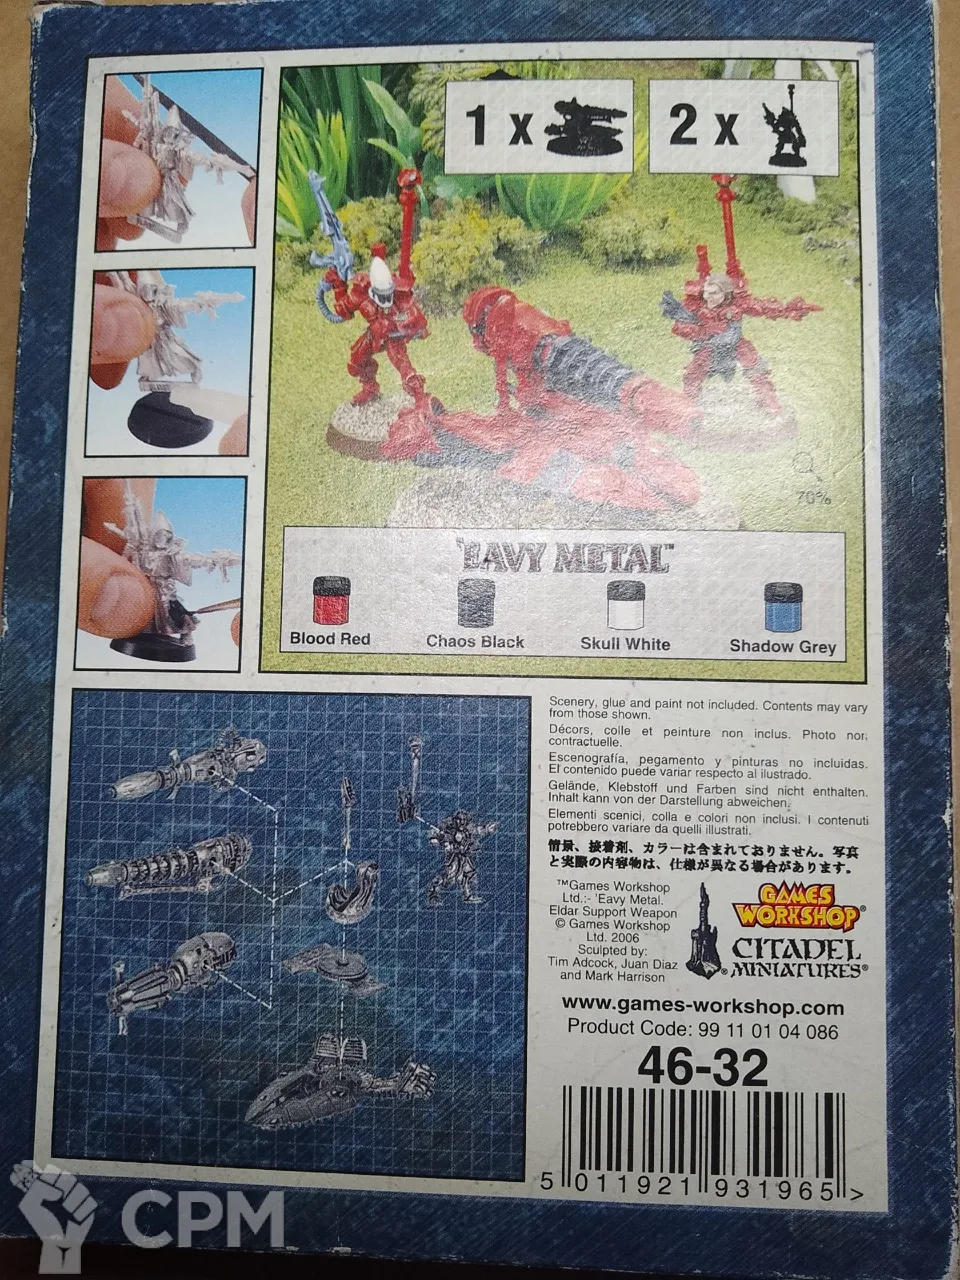 1 x
2 x
70%
'EAVY METAL™
Blood Red
Chaos Black
Skull White
Shadow Grey
Scenery, glue and paint not included. Contents may vary
from those shown.
Décors, colle et peinture non inclus. Photo non
contractuelle.
Escenografía, pegamento y pinturas no incluidas.
El contenido puede variar respecto al ilustrado.
Gelände, Klebstoff und Farben sind nicht enthalten.
Inhalt kann von der Darstellung abweichen.
Elementi scenici, colla e colori non inclusi. I contenuti
potrebbero variare da quelli illustrati.
情景、接着剤、カラーは含まれておりません。写真
と実際の内容物は、仕様が異なる場合があります。
™Games Workshop
Ltd.:- 'Eavy Metal.
Eldar Support Weapon
© Games Workshop
Ltd. 2006
Sculpted by:
Tim Adcock, Juan Diaz
and Mark Harrison
GAMES
WORKSHOP®
CITADEL
MINIATURES®
www.games-workshop.com
Product Code: 99 11 01 04 086
46-32
5 011921 931965 >
CPM